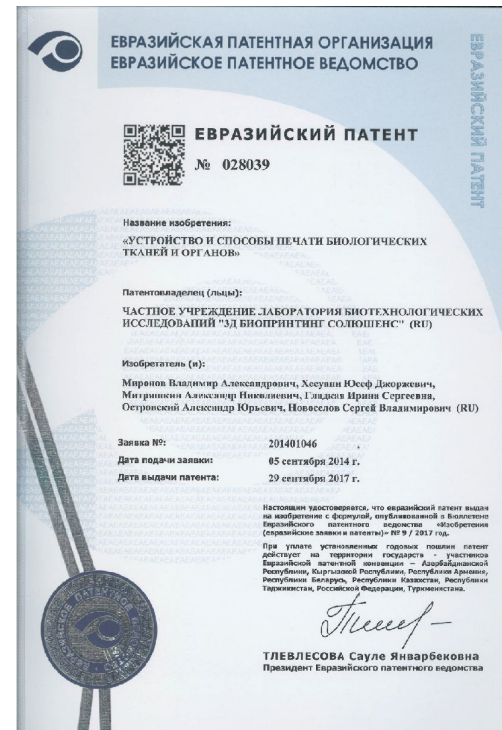 ЕВРАЗИЙСКАЯ ПАТЕНТНАЯ ОРГАНИЗАЦИЯ
ЕВРАЗИЙСКОЕ ПАТЕНТНОЕ ВЕДОМСТВО
ЕВРАЗИЙСКИЙ ПАТЕНТ
ЕВРАЗИЙСКИЙ ПАТЕНТ
№ 028039
Название изобретения:
«УСТРОЙСТВО И СПОСОБЫ ПЕЧАТИ БИОЛОГИЧЕСКИХ
ТКАНЕЙ И ОРГАНОВ»
Патентовладелец (льцы):
ЧАСТНОЕ УЧРЕЖДЕНИЕ ЛАБОРАТОРИЯ БИОТЕХНОЛОГИЧЕСКИХ
ИССЛЕДОВАНИЙ "3Д БИОПРИНТИНГ СОЛЮШЕНС" (RU)
Изобретатель (и):
Миронов Владимир Александрович, Хесуани Юсеф Джоржевич,
Митряшкин Александр Николаевич, Гладкая Ирина Сергеевна,
Островский Александр Юрьевич, Новоселов Сергей Владимирович (RU)
Заявка №: 201401046
Дата подачи заявки: 05 сентября 2014 г.
Дата выдачи патента: 29 сентября 2017 г.
Настоящим удостоверяется, что евразийский патент выдан
на изобретение с формулой, опубликованной в Бюллетене
Евразийского патентного ведомства «Изобретения
(евразийские заявки и патенты)» № 9 / 2017 год.
При уплате установленных годовых пошлин патент
действует на территории государств - участников
Евразийской патентной конвенции – Азербайджанской
Республики, Кыргызской Республики, Республики Армения,
Республики Беларусь, Республики Казахстан, Республики
Таджикистан, Российской Федерации, Туркменистана.
ТЛЕВЛЕСОВА Сауле Январбековна
Президент Евразийского патентного ведомства